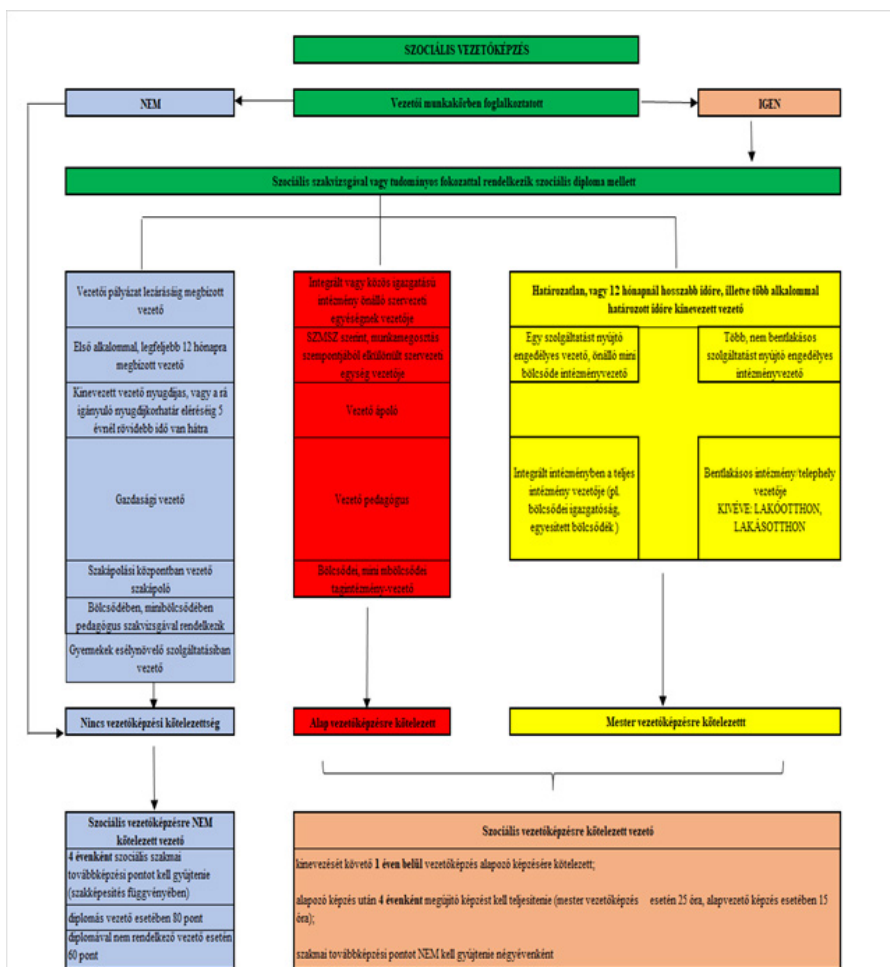 SZOCIÁLIS VEZETŐKÉPZÉS
NEM
Vezetői munkakörben foglalkoztatott
IGEN
Szociális szakvizsgával vagy tudományos fokozattal rendelkezik szociális diploma mellett
Vezetői pályázat lezárásáig megbízott
vezető
Első alkalommal, legfeljebb 12 hónapra
megbízott vezető
Kinevezett vezető nyugdíjas, vagy a rá
igányuló nyugdíjkorhatár eléréséig 5
évnél rövidebb idő van hátra
Gazdasági vezető
Szakápolási központban vezető
szakápoló
Bölcsődében, minibölcsődében
pedagógus szakvizsgával rendelkezik
Gyermekek esélynövelő szolgáltatásiban
vezető
Integrált vagy közös igazgatású
intézmény önálló szervezeti
egységnek vezetője
SZMSZ szerint, munkamegosztás
szempontjából elkülönült szervezeti
egység vezetője
Vezető ápoló
Vezető pedagógus
Bölcsődei, mini nibölcsődei
tagintézmény-vezető
Határozatlan, vagy 12 hónapnál hosszabb időre, illetve több alkalommal
határozott időre kinevezett vezető
Egy szolgáltatást nyújtó
engedélyes vezető, önálló mini
bölcsőde intézményvezető
Több, nem bentlakásos
szolgáltatást nyújtó engedélyes
intézményvezető
Integrált intézményben a teljes
intézmény vezetője (pl.
bölcsődei igazgatóság,
egyesített bölcsődék )
Bentlakásos intézmény/telephely
vezetője
KIVÉVE: LAKÓOTTHON,
LAKÁSOTTHON
Nincs vezetőképzési kötelezettség
Alap vezetőképzésre kötelezett
Mester vezetőképzésre kötelezettt
Szociális vezetőképzésre NEM
kötelezett vezető
4 évenként szociális szakmai
továbbképzési pontot kell gyűjtenie
(szakképesítés függvényében)
diplomás vezető esetében 80 pont
diplomával nem rendelkező vezető esetén
60 pont
Szociális vezetőképzésre kötelezett vezető
kinevezését követő 1 éven belül vezetőképzés alapozó képzésére kötelezett;
alapozó képzés után 4 évenként megújító képzést kell teljesítenie (mester vezetőképzés esetén 25 óra, alapvezető képzés esetében 15
óra);
szakmai továbbképzési pontot NEM kell gyűjtenie négyévenként